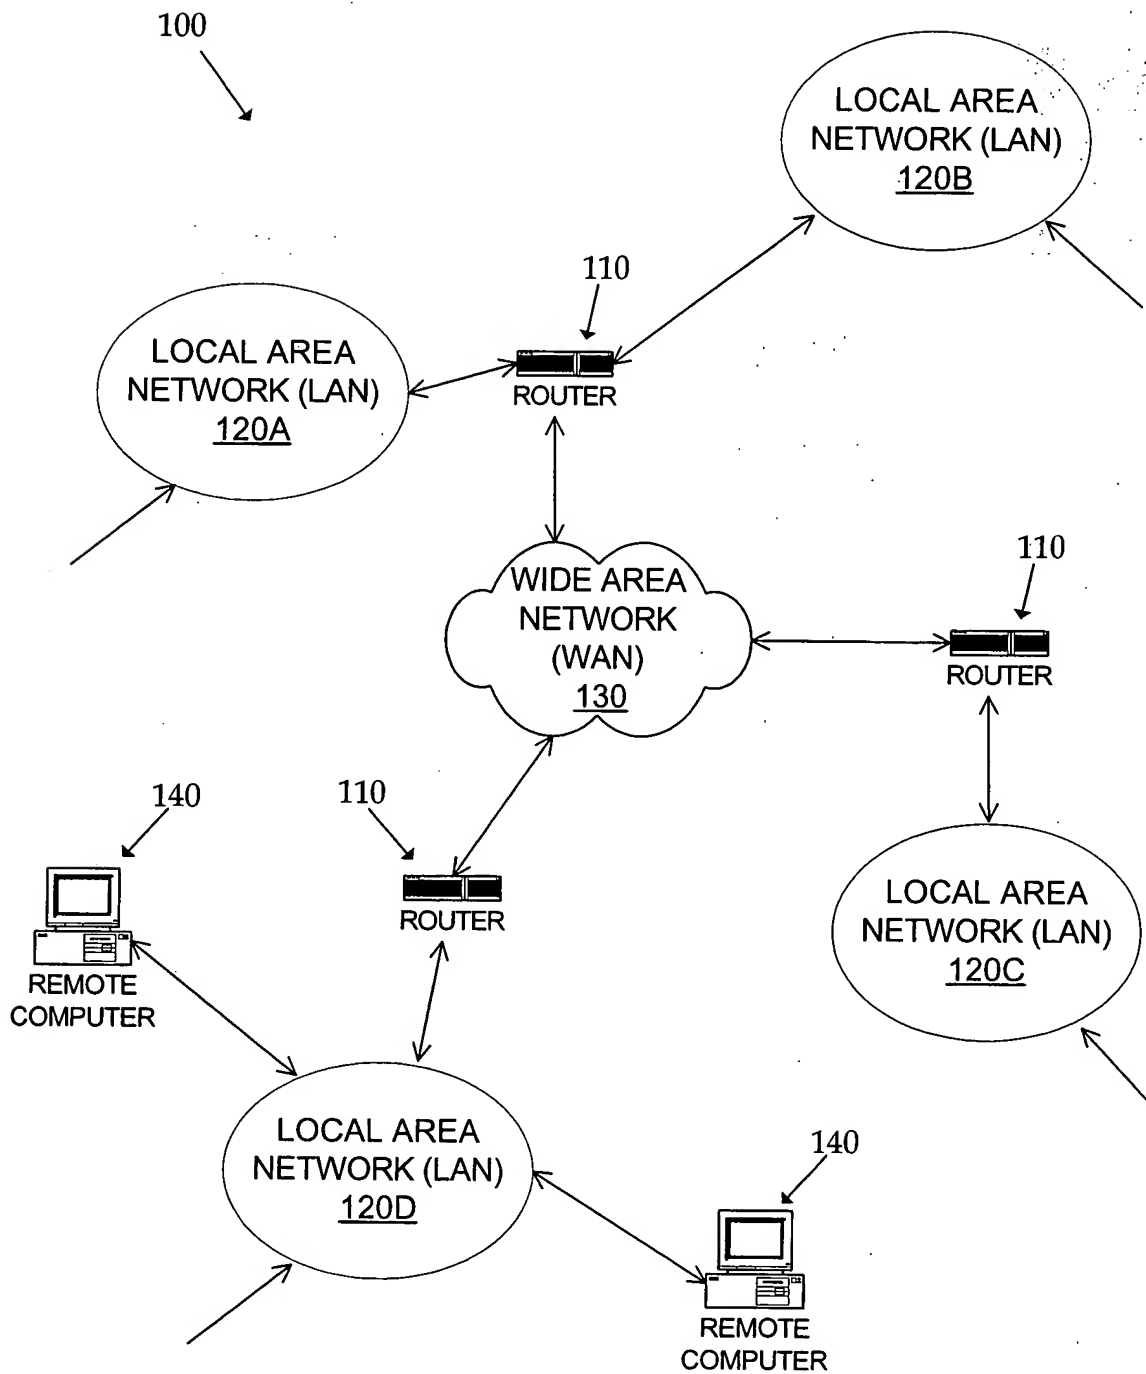 100
LOCAL AREA
NETWORK (LAN)
120B
110
LOCAL AREA
NETWORK (LAN)
120A
ROUTER
110
WIDE AREA
NETWORK
(WAN)
130
ROUTER
140
110
ROUTER
LOCAL AREA
NETWORK (LAN)
120C
REMOTE
COMPUTER
LOCAL AREA
NETWORK (LAN)
120D
140
REMOTE
COMPUTER